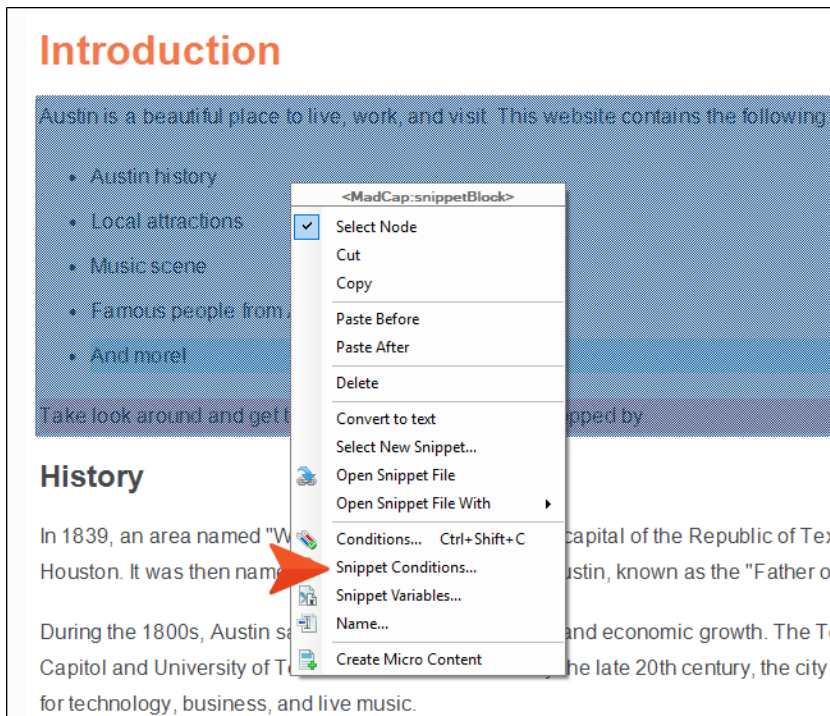 Introduction
Austin is a beautiful place to live, work, and visit. This website contains the following
• Austin history
• Local attractions
• Music scene
• Famous people from
• And more!
Take look around and get pped by.
<MadCap:snippetBlock>
Select Node
Cut
Copy
Paste Before
Paste After
Delete
Convert to text
Select New Snippet...
Open Snippet File
Open Snippet File With
Conditions... Ctrl+Shift+C
Snippet Conditions...
Snippet Variables...
Name...
Create Micro Content
History
In 1839, an area named "W capital of the Republic of Tex
Houston. It was then name ustin, known as the "Father o
During the 1800s, Austin sa and economic growth. The Te
Capitol and University of Te the late 20th century, the city
for technology, business, and live music.